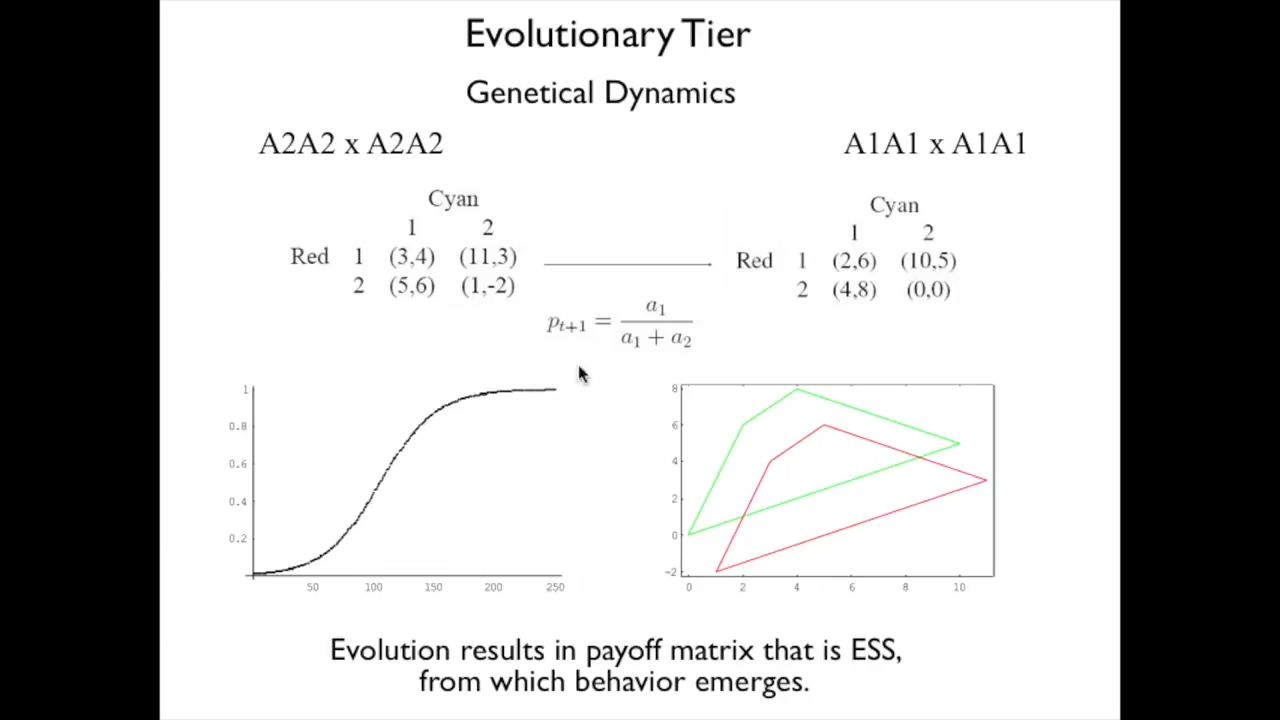 Evolutionary Tier
Genetical Dynamics
A2A2 x A2A2
A1A1 x A1A1
Cyan
1 2
Red 1 (3,4) (11,3)
2 (5,6) (1,-2)
Cyan
1 2
Red 1 (2,6) (10,5)
2 (4,8) (0,0)
p_{t+1} = a_1 / (a_1 + a_2)
1
0.8
0.6
0.4
0.2
50 100 150 200 250
8
6
4
2
0
-2
0 2 4 6 8 10
Evolution results in payoff matrix that is ESS,
from which behavior emerges.